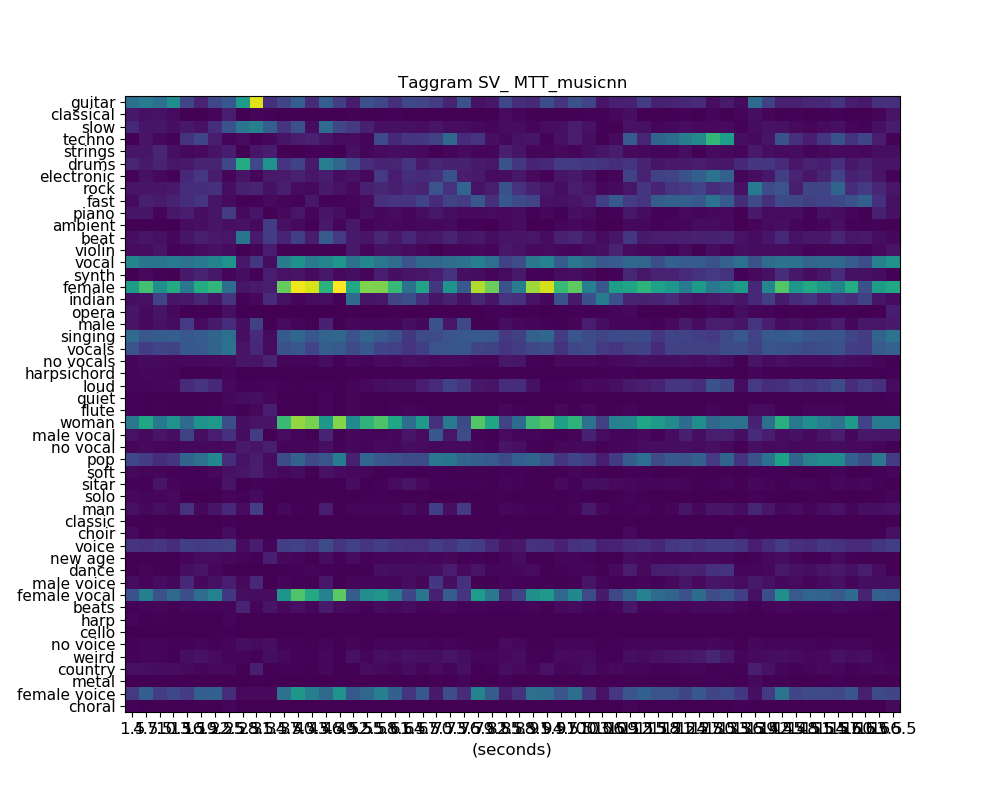 Taggram SV_ MTT_musicnn
guitar
classical
slow
techno
strings
drums
electronic
rock
fast
piano
ambient
beat
violin
vocal
synth
female
indian
opera
male
singing
vocals
no vocals
harpsichord
loud
quiet
flute
woman
male vocal
no vocal
pop
soft
sitar
solo
man
classic
choir
voice
new age
dance
male voice
female vocal
beats
harp
cello
no voice
weird
country
metal
female voice
choral
(seconds)